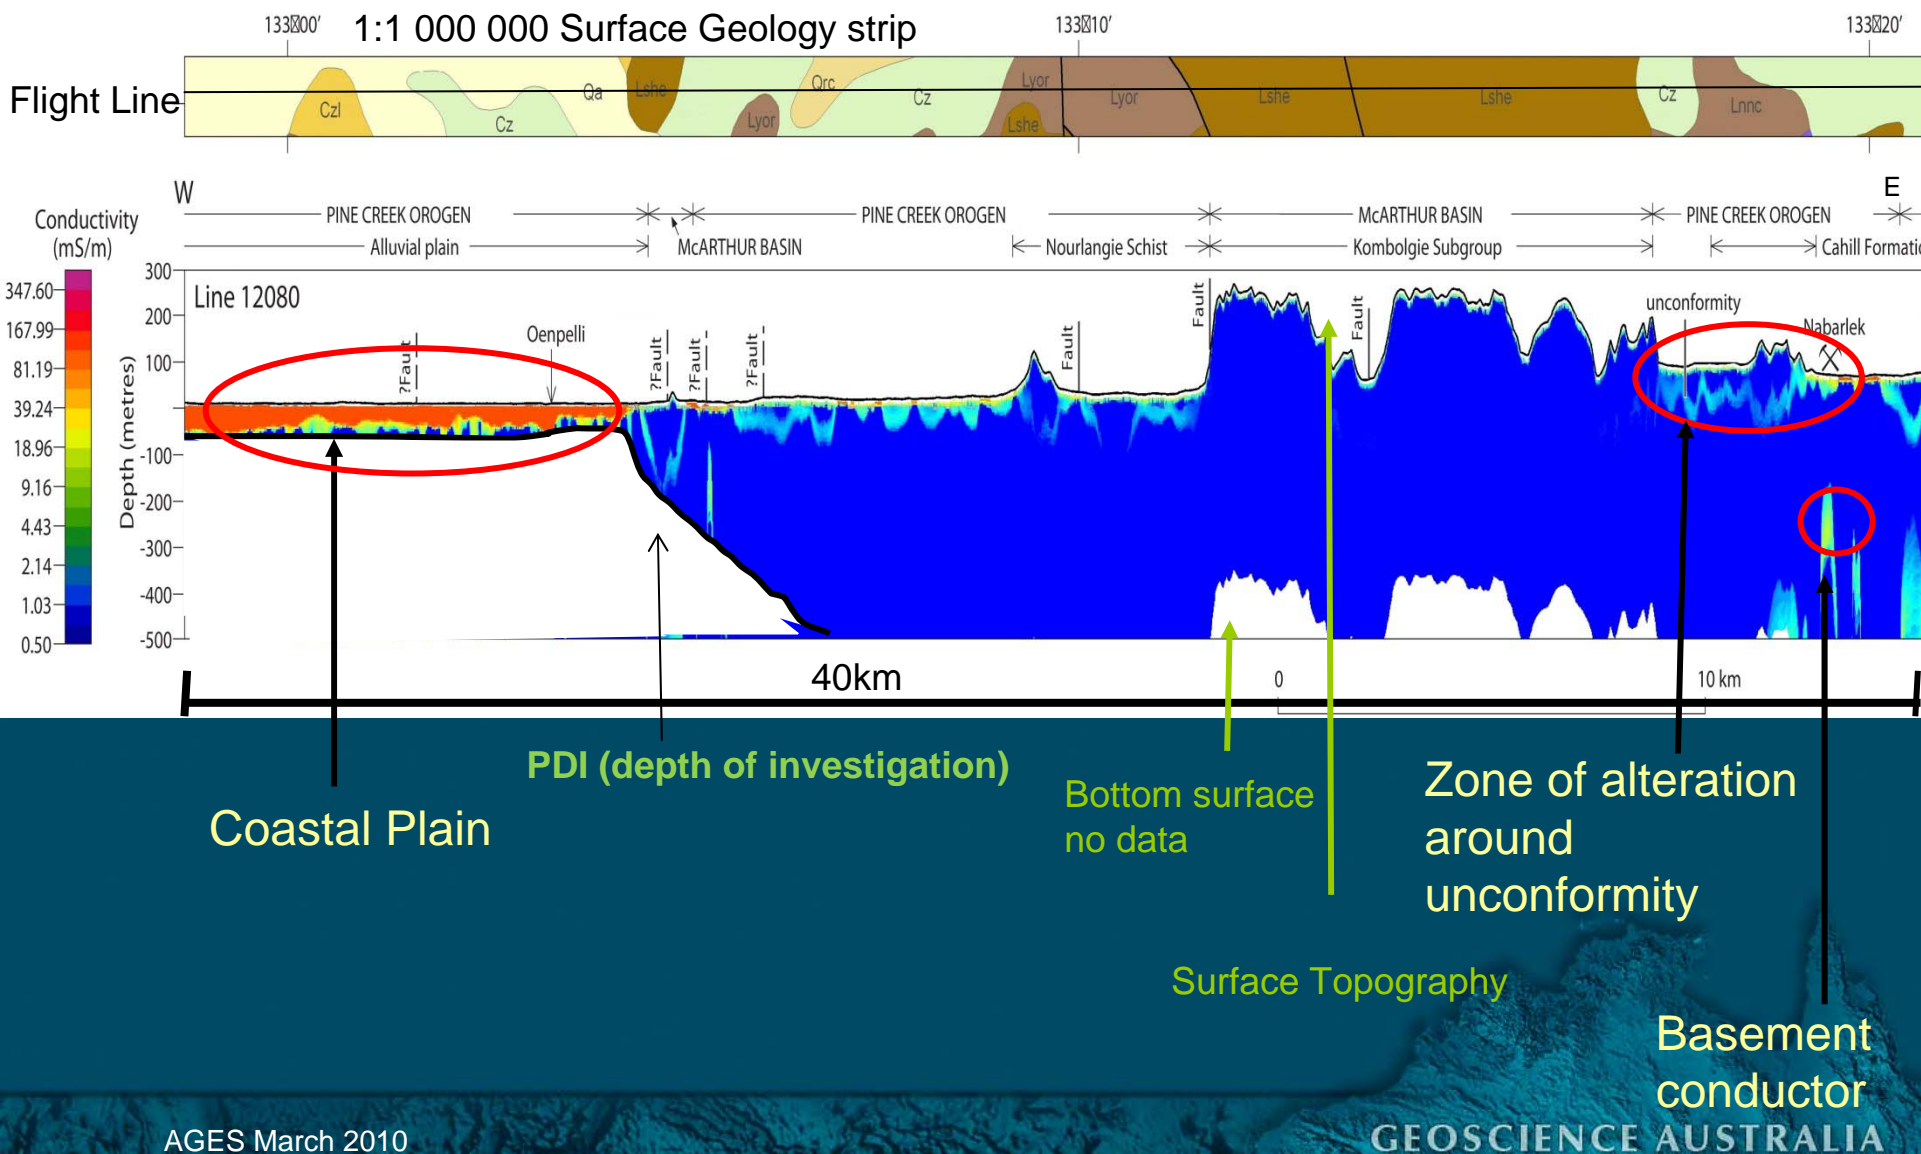 133 00' 1:1 000 000 Surface Geology strip 133 10' 133 20'
Flight Line
Czl Cz Qa Lshe Lyor Qrc Cz Lyor Lshe Lyor Lshe Lshe Cz Lnnc
W E
PINE CREEK OROGEN PINE CREEK OROGEN McARTHUR BASIN PINE CREEK OROGEN
Alluvial plain McARTHUR BASIN Nourlangie Schist Kombolgie Subgroup Cahill Formatio
Conductivity
(mS/m)
347.60
167.99
81.19
39.24
18.96
9.16
4.43
2.14
1.03
0.50
Depth (metres)
300
200
100
-100
-200
-300
-400
-500
Line 12080
?Fault
Oenpelli
?Fault
?Fault
?Fault
Fault
Fault
Fault
unconformity
Nabarlek
40km
0 10 km
PDI (depth of investigation)
Coastal Plain
Bottom surface
no data
Zone of alteration
around
unconformity
Surface Topography
Basement
conductor
AGES March 2010
GEOSCIENCE AUSTRALIA